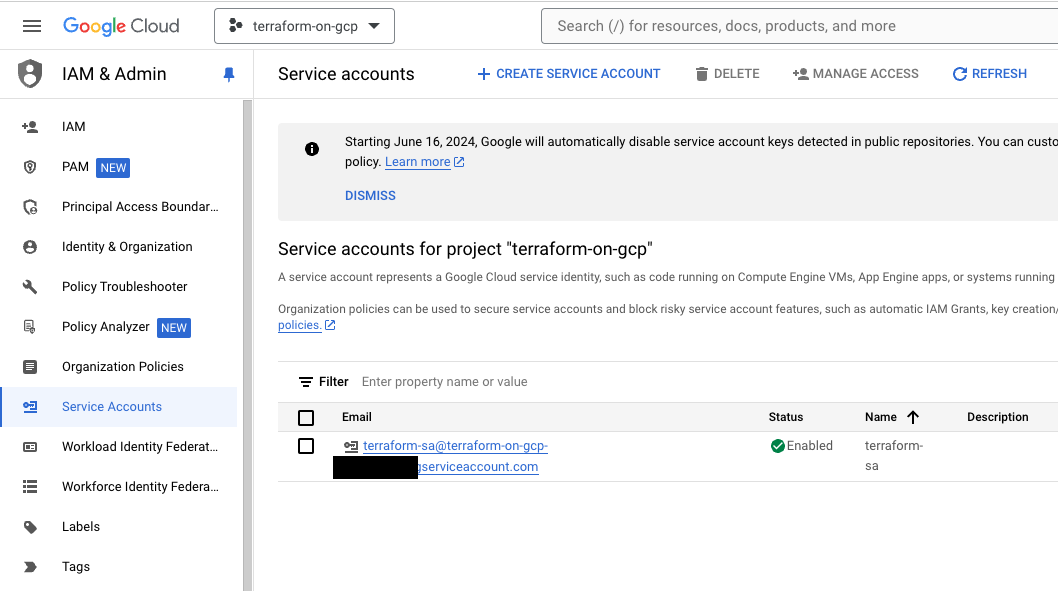 Google Cloud
terraform-on-gcp
Search (/) for resources, docs, products, and more
IAM & Admin
Service accounts
CREATE SERVICE ACCOUNT
DELETE
MANAGE ACCESS
REFRESH
IAM
PAM NEW
Principal Access Boundar...
Identity & Organization
Policy Troubleshooter
Policy Analyzer NEW
Organization Policies
Service Accounts
Workload Identity Federat...
Workforce Identity Federa...
Labels
Tags
Starting June 16, 2024, Google will automatically disable service account keys detected in public repositories. You can custo
policy. Learn more
DISMISS
Service accounts for project "terraform-on-gcp"
A service account represents a Google Cloud service identity, such as code running on Compute Engine VMs, App Engine apps, or systems running
Organization policies can be used to secure service accounts and block risky service account features, such as automatic IAM Grants, key creation/
policies.
Filter Enter property name or value
Email Status Name Description
terraform-sa@terraform-on-gcp- Enabled terraform-
gserviceaccount.com sa